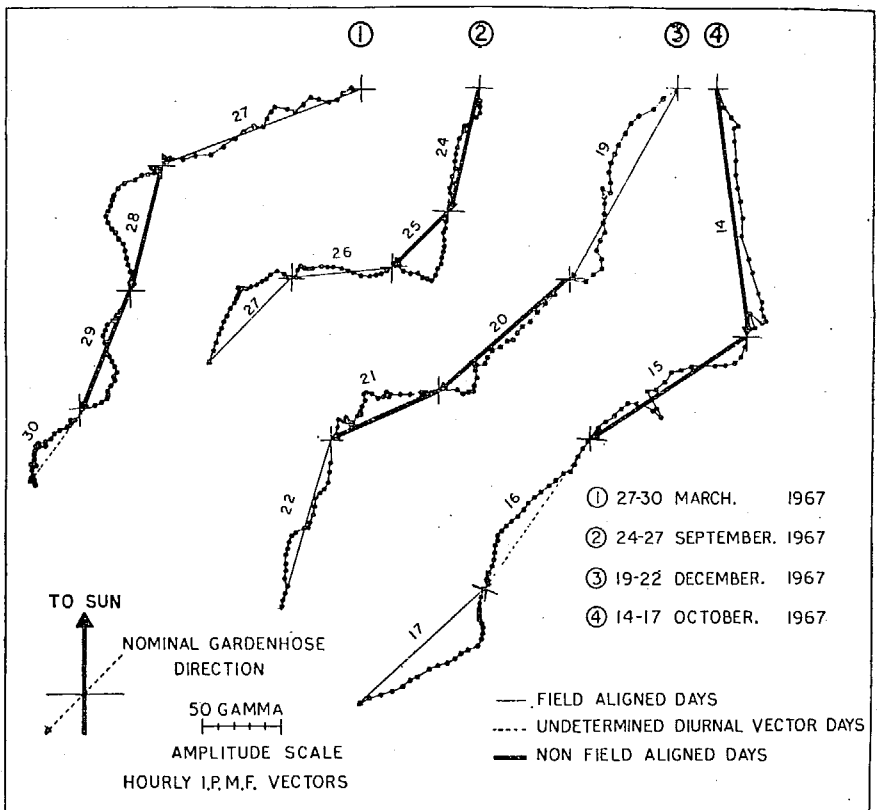 ① ② ③ ④
27
28
29
30
24
25
26
27
19
20
21
22
14
15
16
17
① 27-30 MARCH. 1967
② 24-27 SEPTEMBER. 1967
③ 19-22 DECEMBER. 1967
④ 14-17 OCTOBER. 1967
TO SUN
NOMINAL GARDENHOSE
DIRECTION
50 GAMMA
AMPLITUDE SCALE
HOURLY I.P.M.F. VECTORS
FIELD ALIGNED DAYS
UNDETERMINED DIURNAL VECTOR DAYS
NON FIELD ALIGNED DAYS